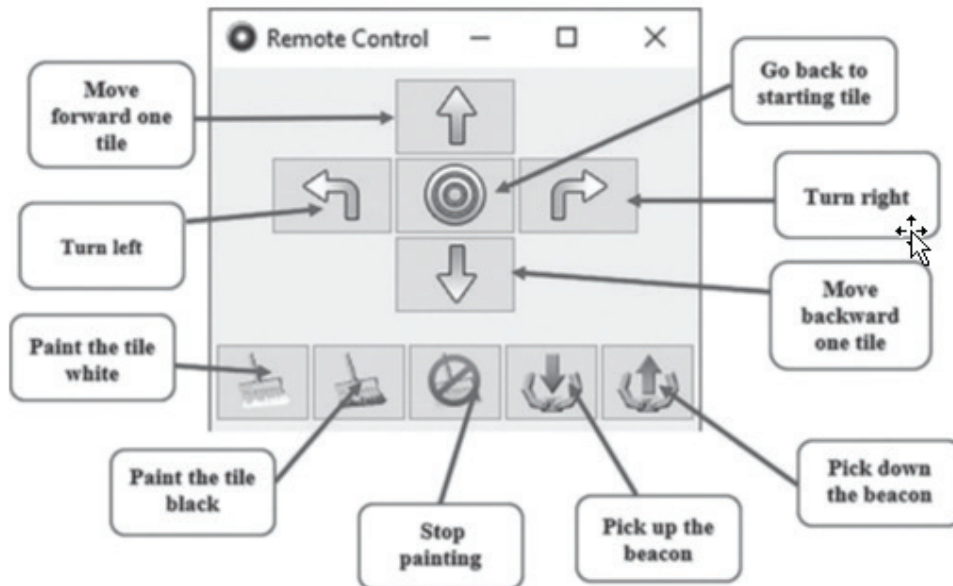 Remote Control
Move
forward one
tile
Go back to
starting tile
Turn left
Turn right
Move
backward
one tile
Paint the tile
white
Paint the tile
black
Stop
painting
Pick up the
beacon
Pick down
the beacon